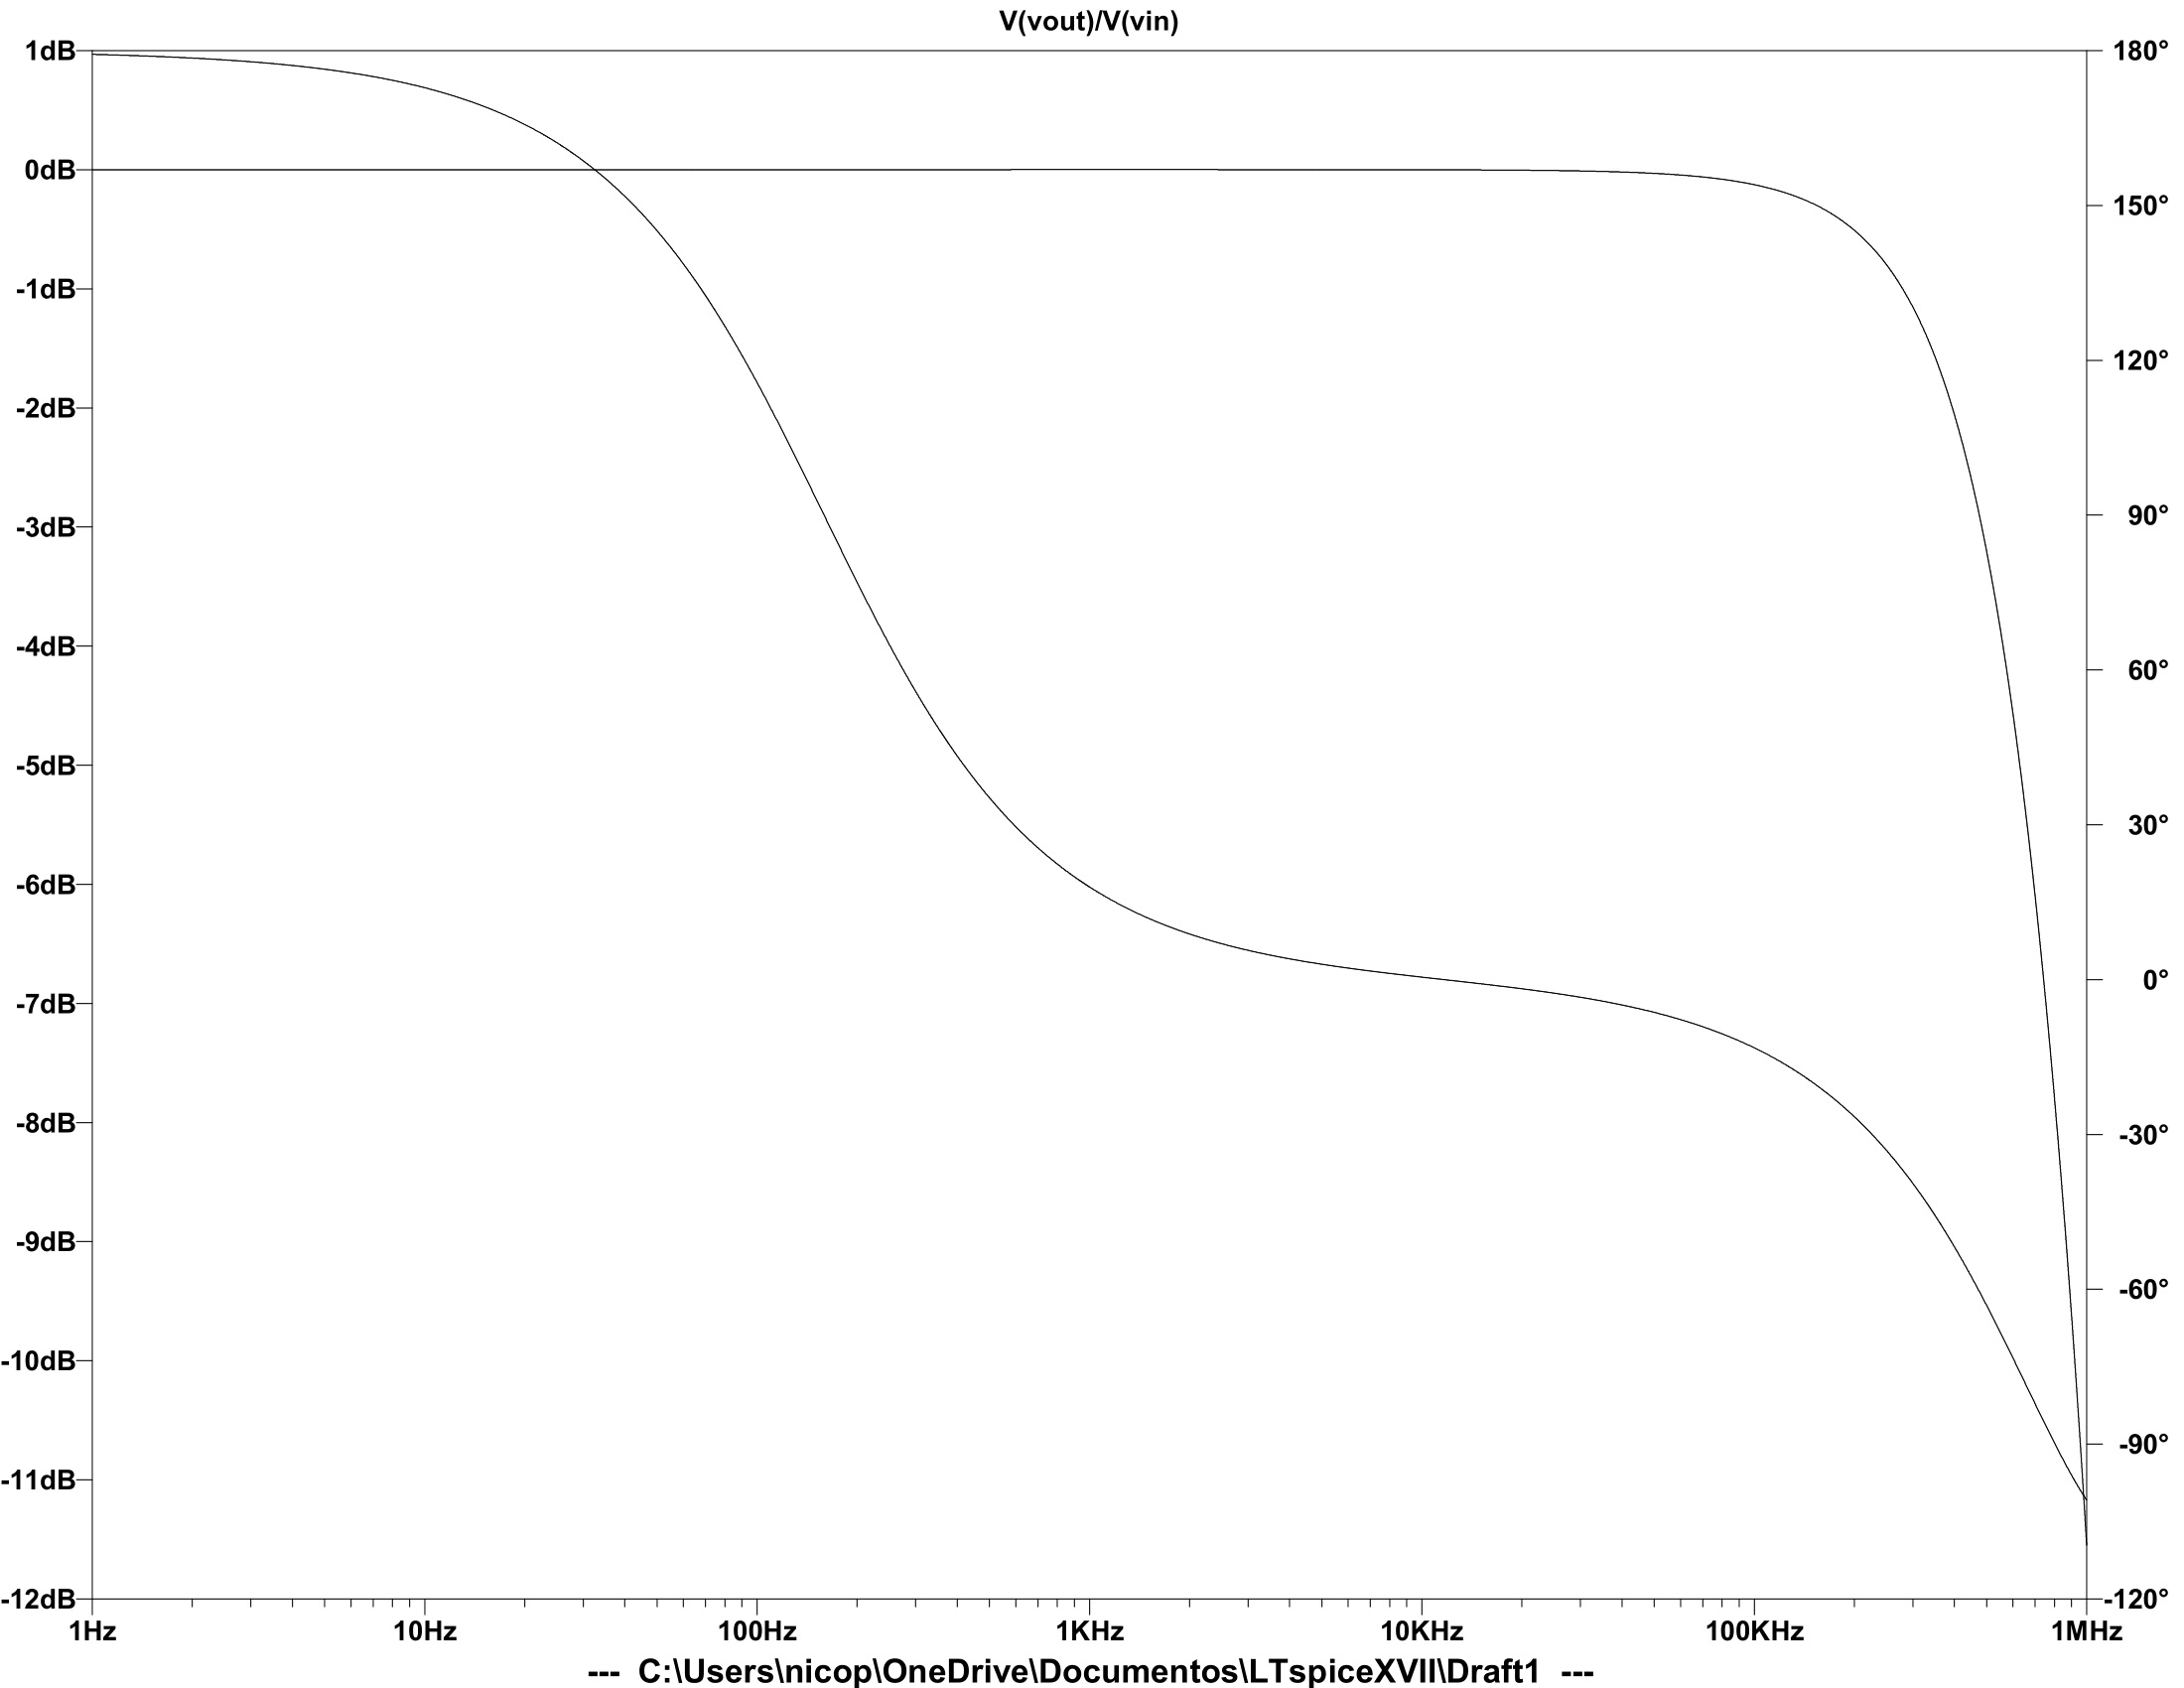 V(vout)/V(vin)
1dB
0dB
-1dB
-2dB
-3dB
-4dB
-5dB
-6dB
-7dB
-8dB
-9dB
-10dB
-11dB
-12dB
180°
150°
120°
90°
60°
30°
0°
-30°
-60°
-90°
-120°
1Hz 10Hz 100Hz 1KHz 10KHz 100KHz 1MHz
--- C:\Users\nicop\OneDrive\Documentos\LTspiceXVII\Draft1 ---